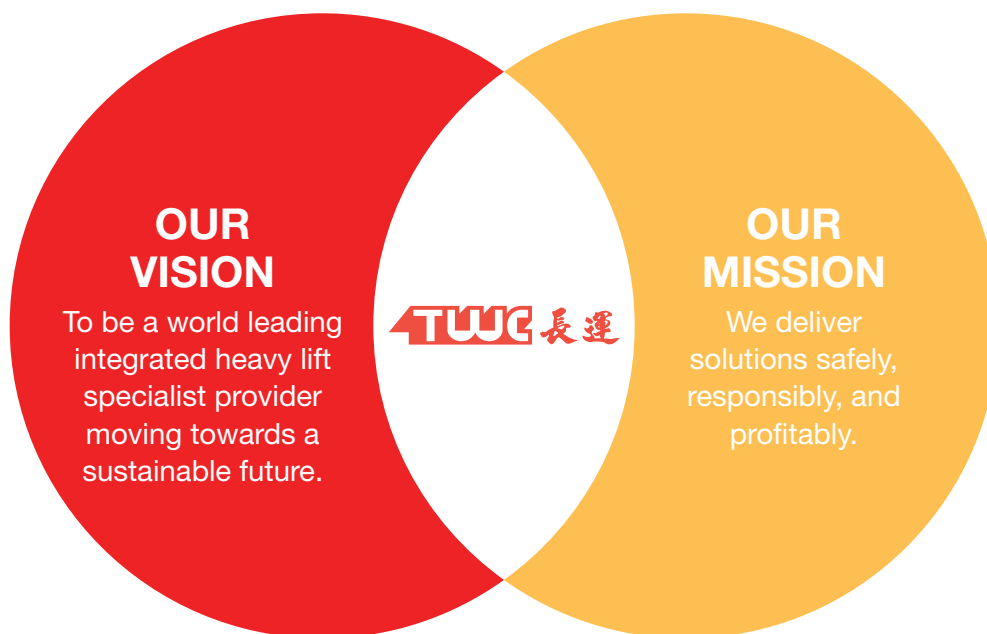 OUR
VISION
To be a world leading
integrated heavy lift
specialist provider
moving towards a
sustainable future.
TWC 長運
OUR
MISSION
We deliver
solutions safely,
responsibly, and
profitably.